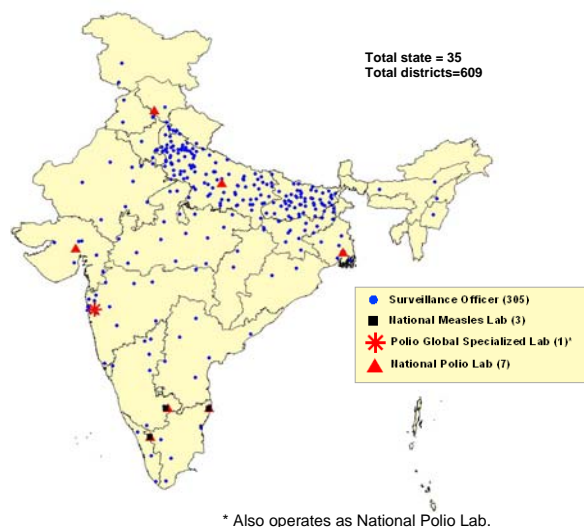 Total state = 35
Total districts=609
Surveillance Officer (305)
National Measles Lab (3)
Polio Global Specialized Lab (1)*
National Polio Lab (7)
* Also operates as National Polio Lab.